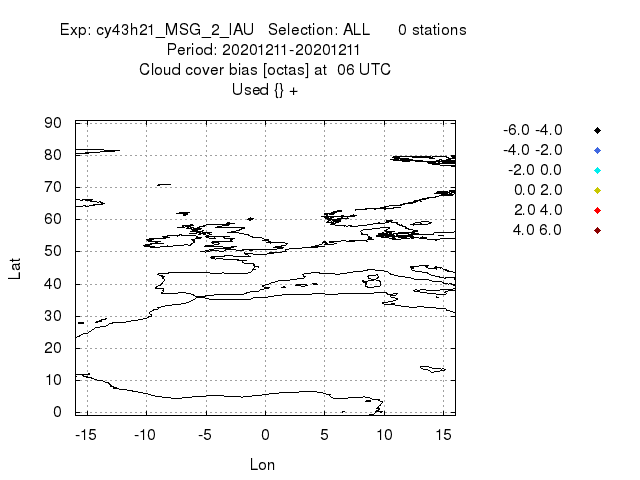 Exp: cy43h21_MSG_2_IAU   Selection: ALL      0 stations
Period: 20201211-20201211
Cloud cover bias [octas] at  06 UTC
Used {} +
90
80
70
60
50
40
30
20
10
0
Lat
-15 -10 -5 0 5 10 15
Lon
-6.0 -4.0
-4.0 -2.0
-2.0 0.0
0.0 2.0
2.0 4.0
4.0 6.0